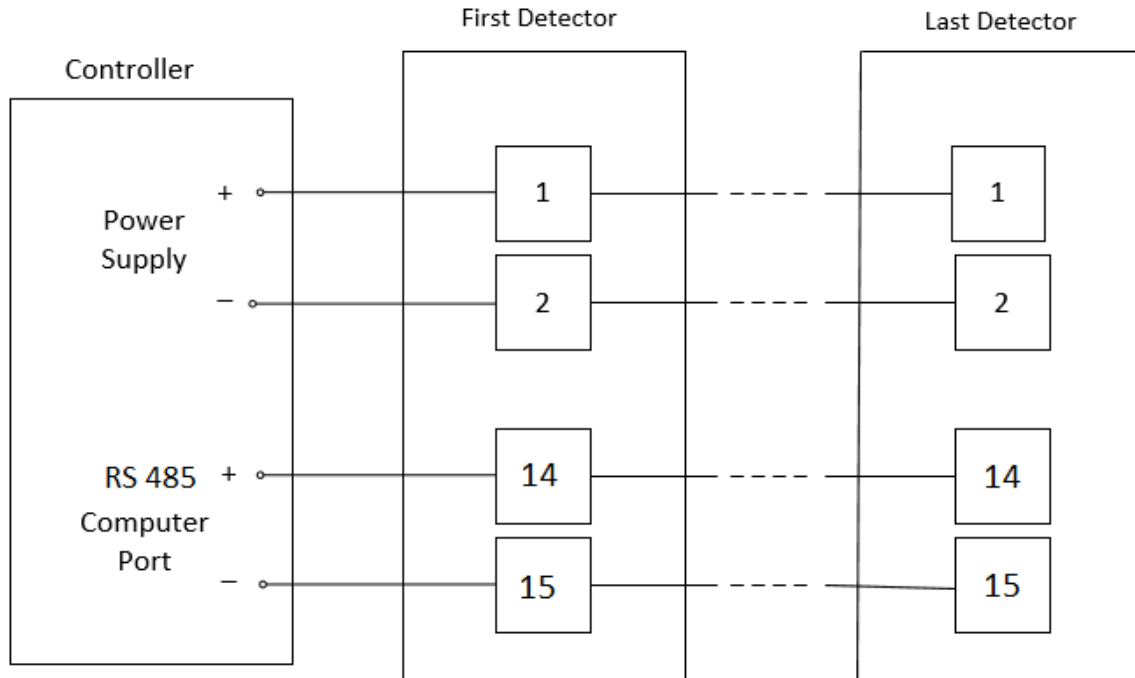 First Detector
Last Detector
Controller
+
1
1
Power
Supply
−
2
2
RS 485
+
14
14
Computer
Port
−
15
15